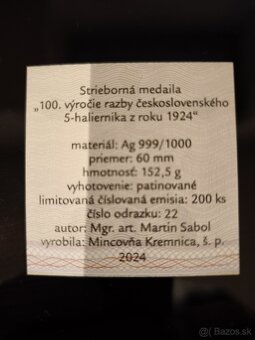 Strieborná medaila
„100. výročie razby československého
5-haliernika z roku 1924“
materiál: Ag 999/1000
priemer: 60 mm
hmotnosť: 152,5 g
vyhotovenie: patinované
limitovaná číslovaná emisia: 200 ks
číslo odrazku: 22
autor: Mgr. art. Martin Sabol
vyrobila: Mincovňa Kremnica, š. p.
2024
Bazos.sk